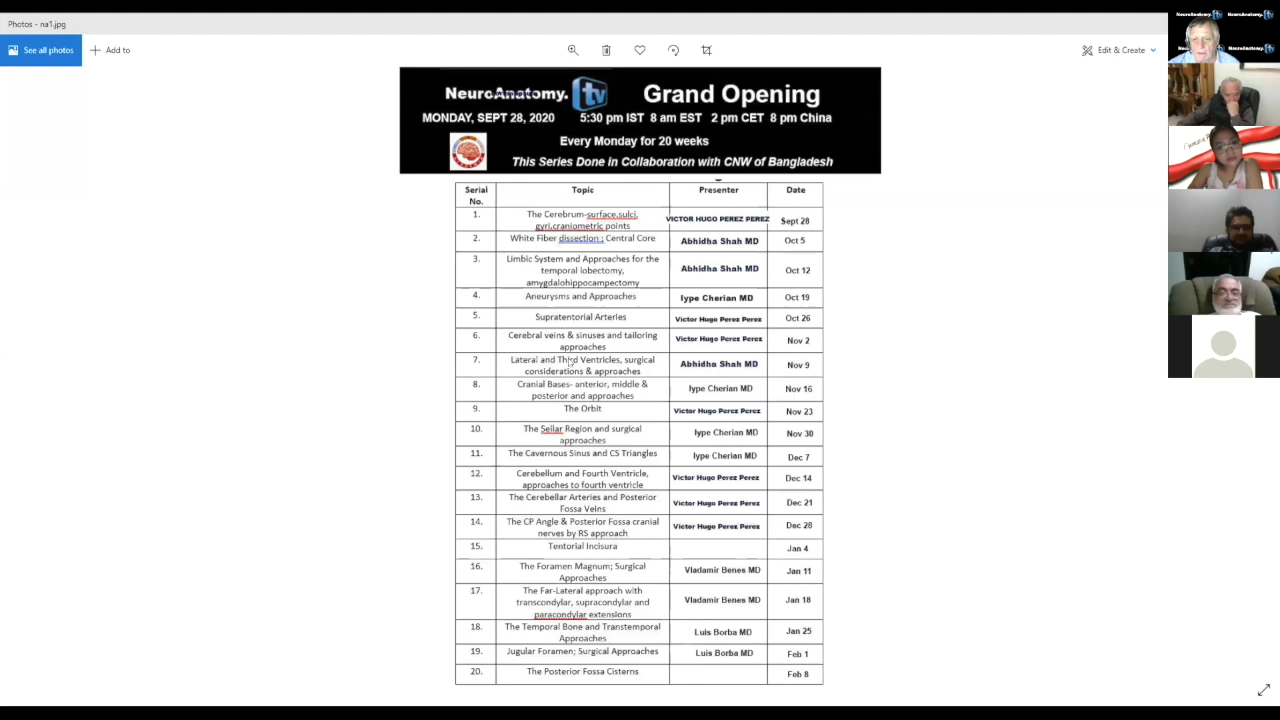 Photos - na1.jpg
See all photos
Add to
Edit & Create
NeuroAnatomy. tv Grand Opening
MONDAY, SEPT 28, 2020 5:30 pm IST 8 am EST 2 pm CET 8 pm China
Every Monday for 20 weeks
This Series Done in Collaboration with CNW of Bangladesh
Serial No. Topic Presenter Date
1. The Cerebrum-surface,sulci, gyri,craniometric points VICTOR HUGO PEREZ PEREZ Sept 28
2. White Fiber dissection ; Central Core Abhidha Shah MD Oct 5
3. Limbic System and Approaches for the temporal lobectomy, amygdalohippocampectomy Abhidha Shah MD Oct 12
4. Aneurysms and Approaches Iype Cherian MD Oct 19
5. Supratentorial Arteries Victor Hugo Perez Perez Oct 26
6. Cerebral veins & sinuses and tailoring approaches Victor Hugo Perez Perez Nov 2
7. Lateral and Third Ventricles, surgical considerations & approaches Abhidha Shah MD Nov 9
8. Cranial Bases- anterior, middle & posterior and approaches Iype Cherian MD Nov 16
9. The Orbit Victor Hugo Perez Perez Nov 23
10. The Sellar Region and surgical approaches Iype Cherian MD Nov 30
11. The Cavernous Sinus and CS Triangles Iype Cherian MD Dec 7
12. Cerebellum and Fourth Ventricle, approaches to fourth ventricle Victor Hugo Perez Perez Dec 14
13. The Cerebellar Arteries and Posterior Fossa Veins Victor Hugo Perez Perez Dec 21
14. The CP Angle & Posterior Fossa cranial nerves by RS approach Victor Hugo Perez Perez Dec 28
15. Tentorial Incisura Jan 4
16. The Foramen Magnum; Surgical Approaches Vladamir Benes MD Jan 11
17. The Far-Lateral approach with transcondylar, supracondylar and paracondylar extensions Vladamir Benes MD Jan 18
18. The Temporal Bone and Transtemporal Approaches Luis Borba MD Jan 25
19. Jugular Foramen; Surgical Approaches Luis Borba MD Feb 1
20. The Posterior Fossa Cisterns Feb 8
NeuroAnatomy. tv NeuroAnatomy. tv
NeuroAnatomy. tv